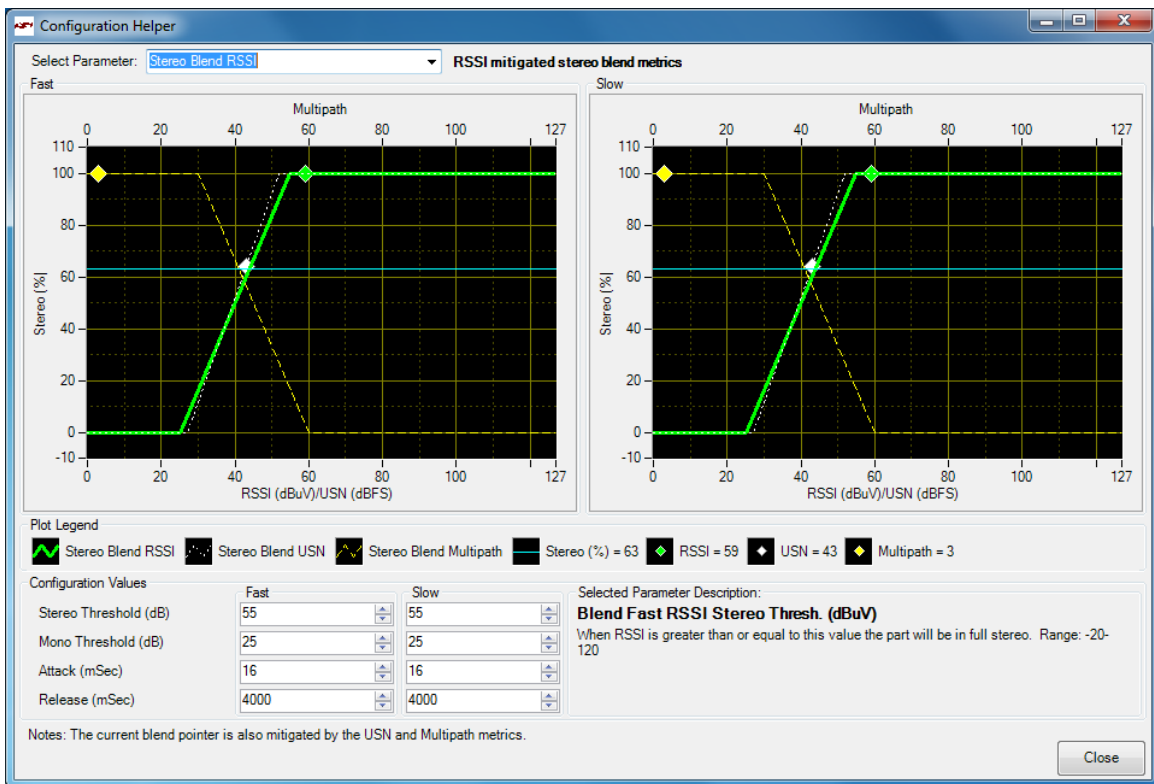 Configuration Helper
Select Parameter: Stereo Blend RSSI RSSI mitigated stereo blend metrics
Fast
Multipath
0 20 40 60 80 100 127
110
100
80
60
40
20
0
-10
Stereo (%)
0 20 40 60 80 100 127
RSSI (dBuV)/USN (dBFS)
Slow
Multipath
0 20 40 60 80 100 127
110
100
80
60
40
20
0
-10
Stereo (%)
0 20 40 60 80 100 127
RSSI (dBuV)/USN (dBFS)
Plot Legend
Stereo Blend RSSI Stereo Blend USN Stereo Blend Multipath Stereo (%) = 63 RSSI = 59 USN = 43 Multipath = 3
Configuration Values
Fast Slow
Stereo Threshold (dB) 55 55
Mono Threshold (dB) 25 25
Attack (mSec) 16 16
Release (mSec) 4000 4000
Selected Parameter Description:
Blend Fast RSSI Stereo Thresh. (dBuV)
When RSSI is greater than or equal to this value the part will be in full stereo. Range: -20-
120
Notes: The current blend pointer is also mitigated by the USN and Multipath metrics.
Close